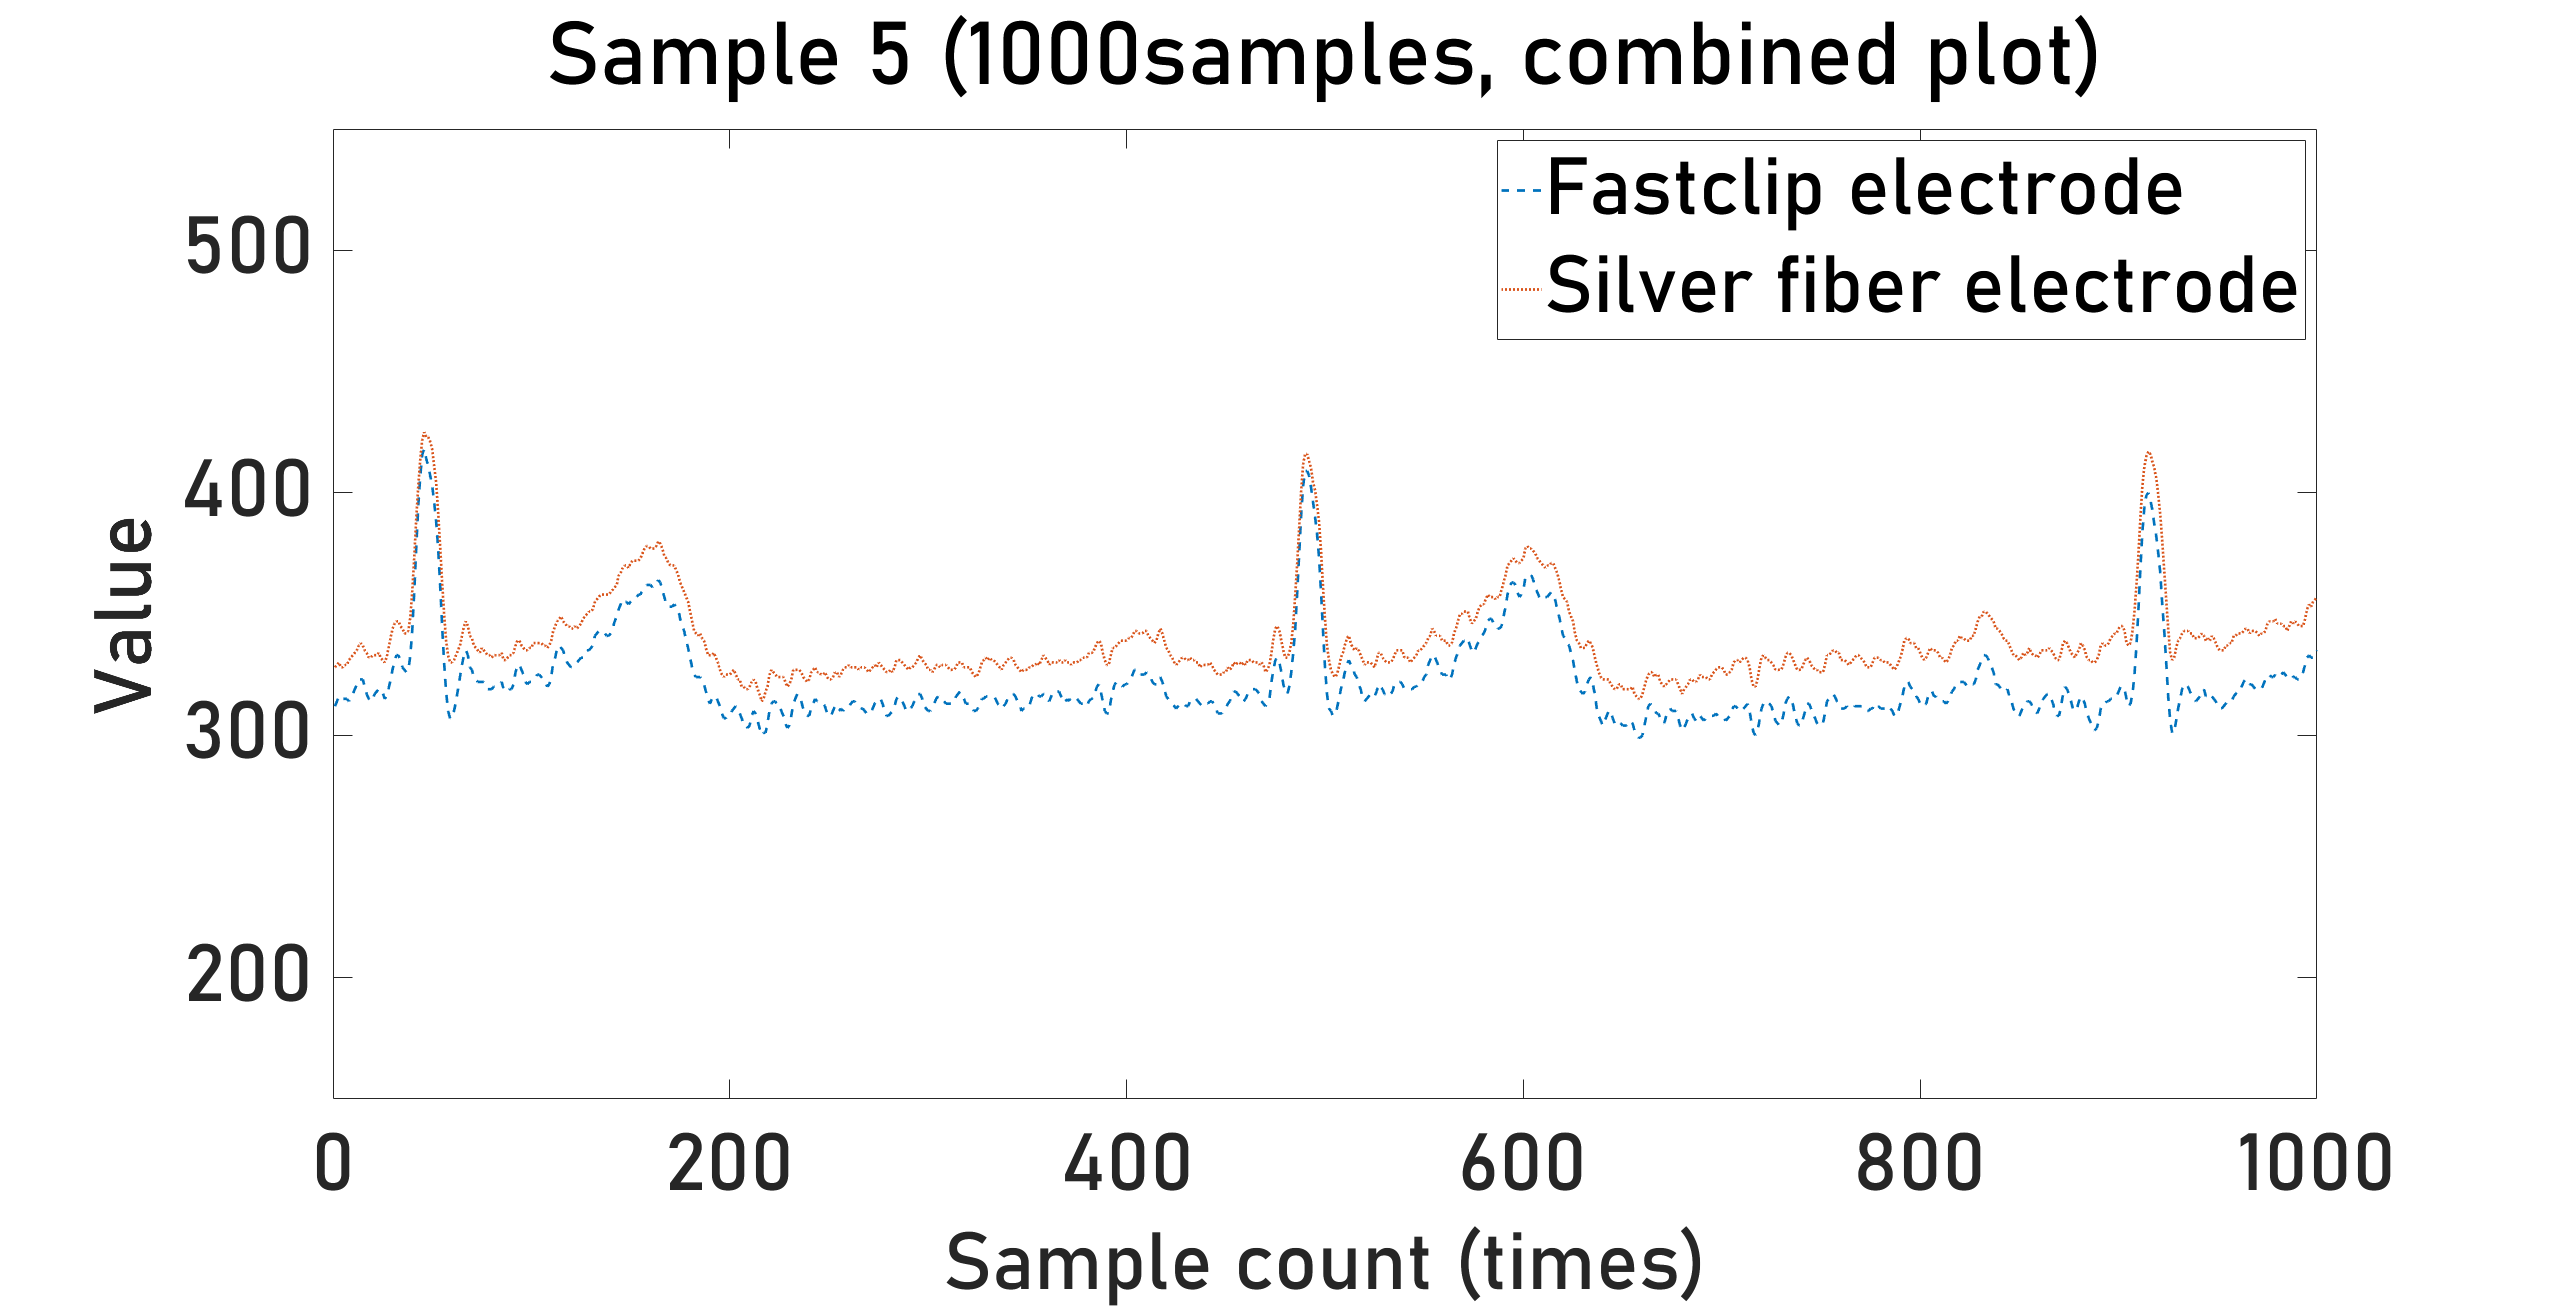 Sample 5 (1000samples, combined plot)
Fastclip electrode
Silver fiber electrode
500
400
300
200
Value
0 200 400 600 800 1000
Sample count (times)